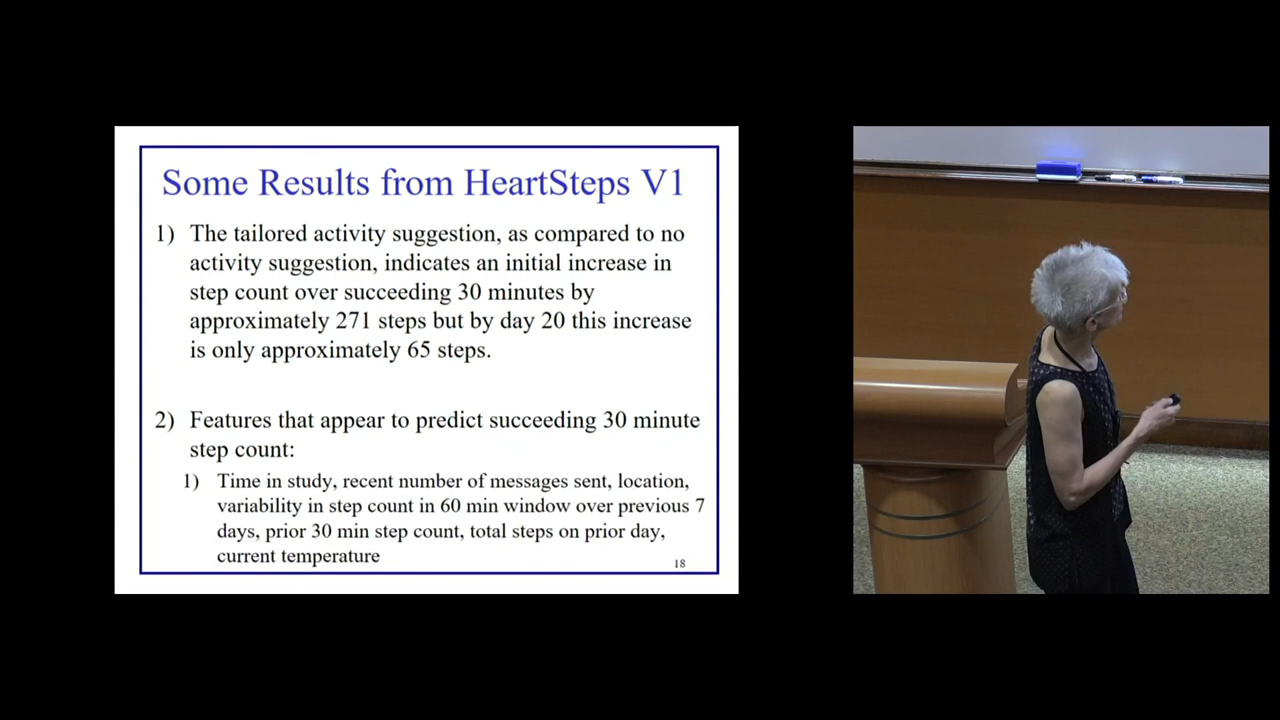 Some Results from HeartSteps V1
1) The tailored activity suggestion, as compared to no
activity suggestion, indicates an initial increase in
step count over succeeding 30 minutes by
approximately 271 steps but by day 20 this increase
is only approximately 65 steps.
2) Features that appear to predict succeeding 30 minute
step count:
1) Time in study, recent number of messages sent, location,
variability in step count in 60 min window over previous 7
days, prior 30 min step count, total steps on prior day,
current temperature
18